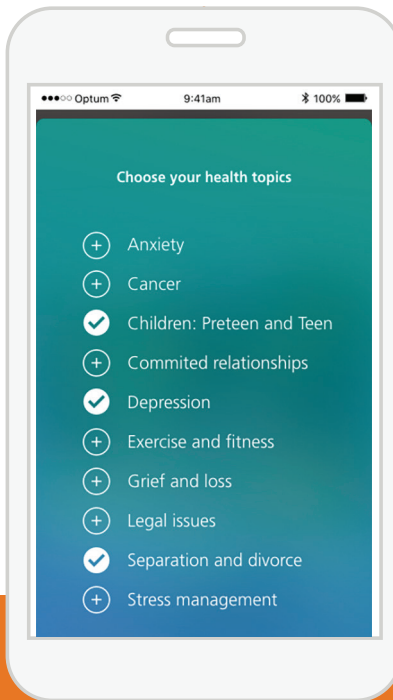 Optum 9:41am 100%
Choose your health topics
Anxiety
Cancer
Children: Preteen and Teen
Commited relationships
Depression
Exercise and fitness
Grief and loss
Legal issues
Separation and divorce
Stress management